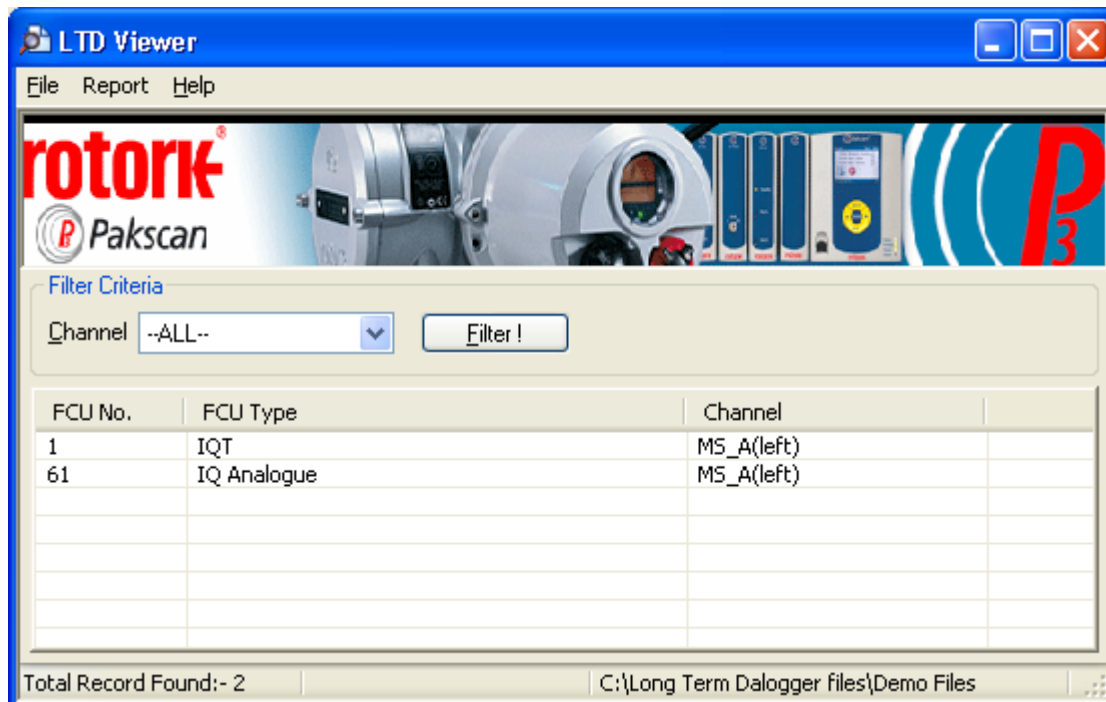 LTD Viewer
File Report Help
rotork®
Pakscan
P3
Filter Criteria
Channel --ALL-- Filter !
FCU No. FCU Type Channel
1 IQT MS_A(left)
61 IQ Analogue MS_A(left)
Total Record Found:- 2 C:\Long Term Dalogger files\Demo Files